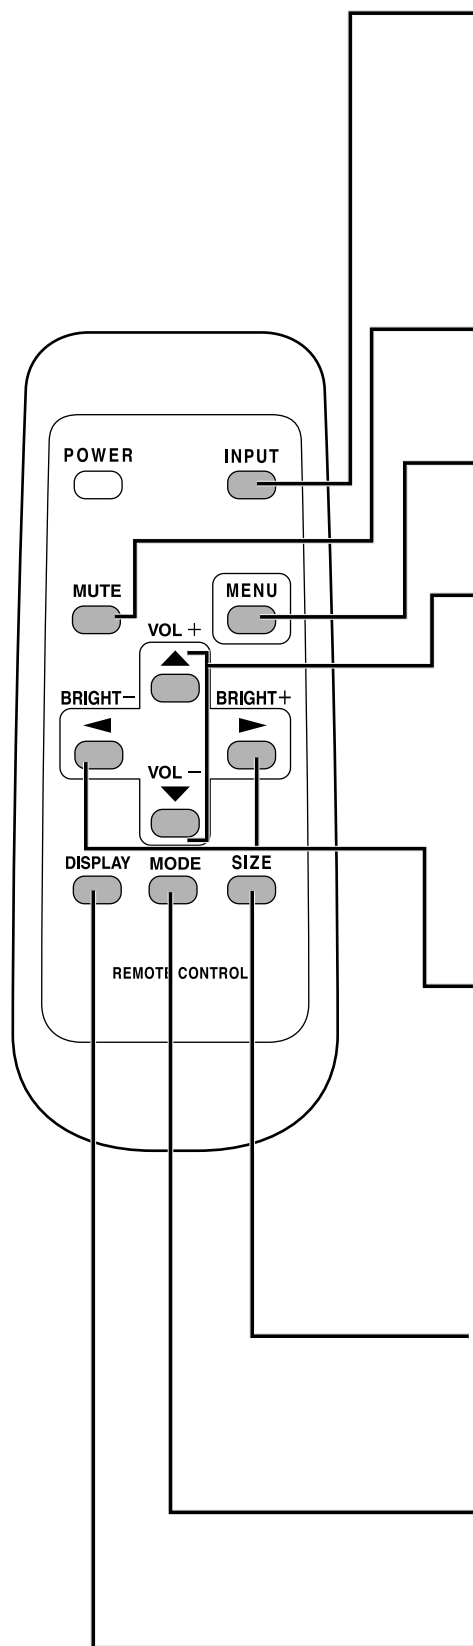 POWER INPUT
MUTE MENU
VOL +
BRIGHT− BRIGHT+
VOL −
DISPLAY MODE SIZE
REMOTE CONTROL